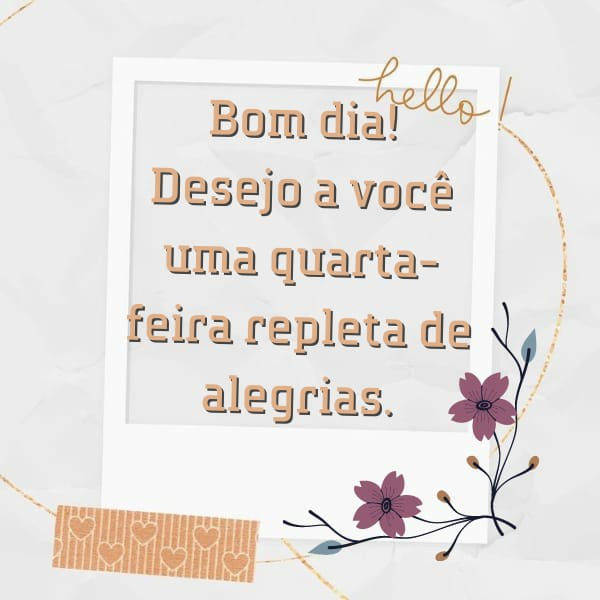 hello!
Bom dia!
Desejo a você
uma quarta-
feira repleta de
alegrias.